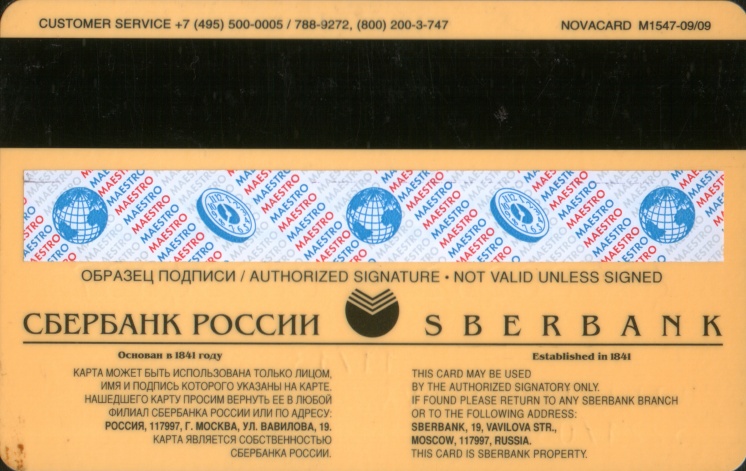 CUSTOMER SERVICE +7 (495) 500-0005 / 788-9272, (800) 200-3-747 NOVACARD M1547-09/09
MAESTRO MAESTRO MAESTRO MAESTRO MAESTRO
ОБРАЗЕЦ ПОДПИСИ / AUTHORIZED SIGNATURE • NOT VALID UNLESS SIGNED
СБЕРБАНК РОССИИ SBERBANK
Основан в 1841 году
КАРТА МОЖЕТ БЫТЬ ИСПОЛЬЗОВАНА ТОЛЬКО ЛИЦОМ,
ИМЯ И ПОДПИСЬ КОТОРОГО УКАЗАНЫ НА КАРТЕ.
НАШЕДШЕГО КАРТУ ПРОСИМ ВЕРНУТЬ ЕЕ В ЛЮБОЙ
ФИЛИАЛ СБЕРБАНКА РОССИИ ИЛИ ПО АДРЕСУ:
РОССИЯ, 117997, Г. МОСКВА, УЛ. ВАВИЛОВА, 19.
КАРТА ЯВЛЯЕТСЯ СОБСТВЕННОСТЬЮ
СБЕРБАНКА РОССИИ.
Established in 1841
THIS CARD MAY BE USED
BY THE AUTHORIZED SIGNATORY ONLY.
IF FOUND PLEASE RETURN TO ANY SBERBANK BRANCH
OR TO THE FOLLOWING ADDRESS:
SBERBANK, 19, VAVILOVA STR.,
MOSCOW, 117997, RUSSIA.
THIS CARD IS SBERBANK PROPERTY.